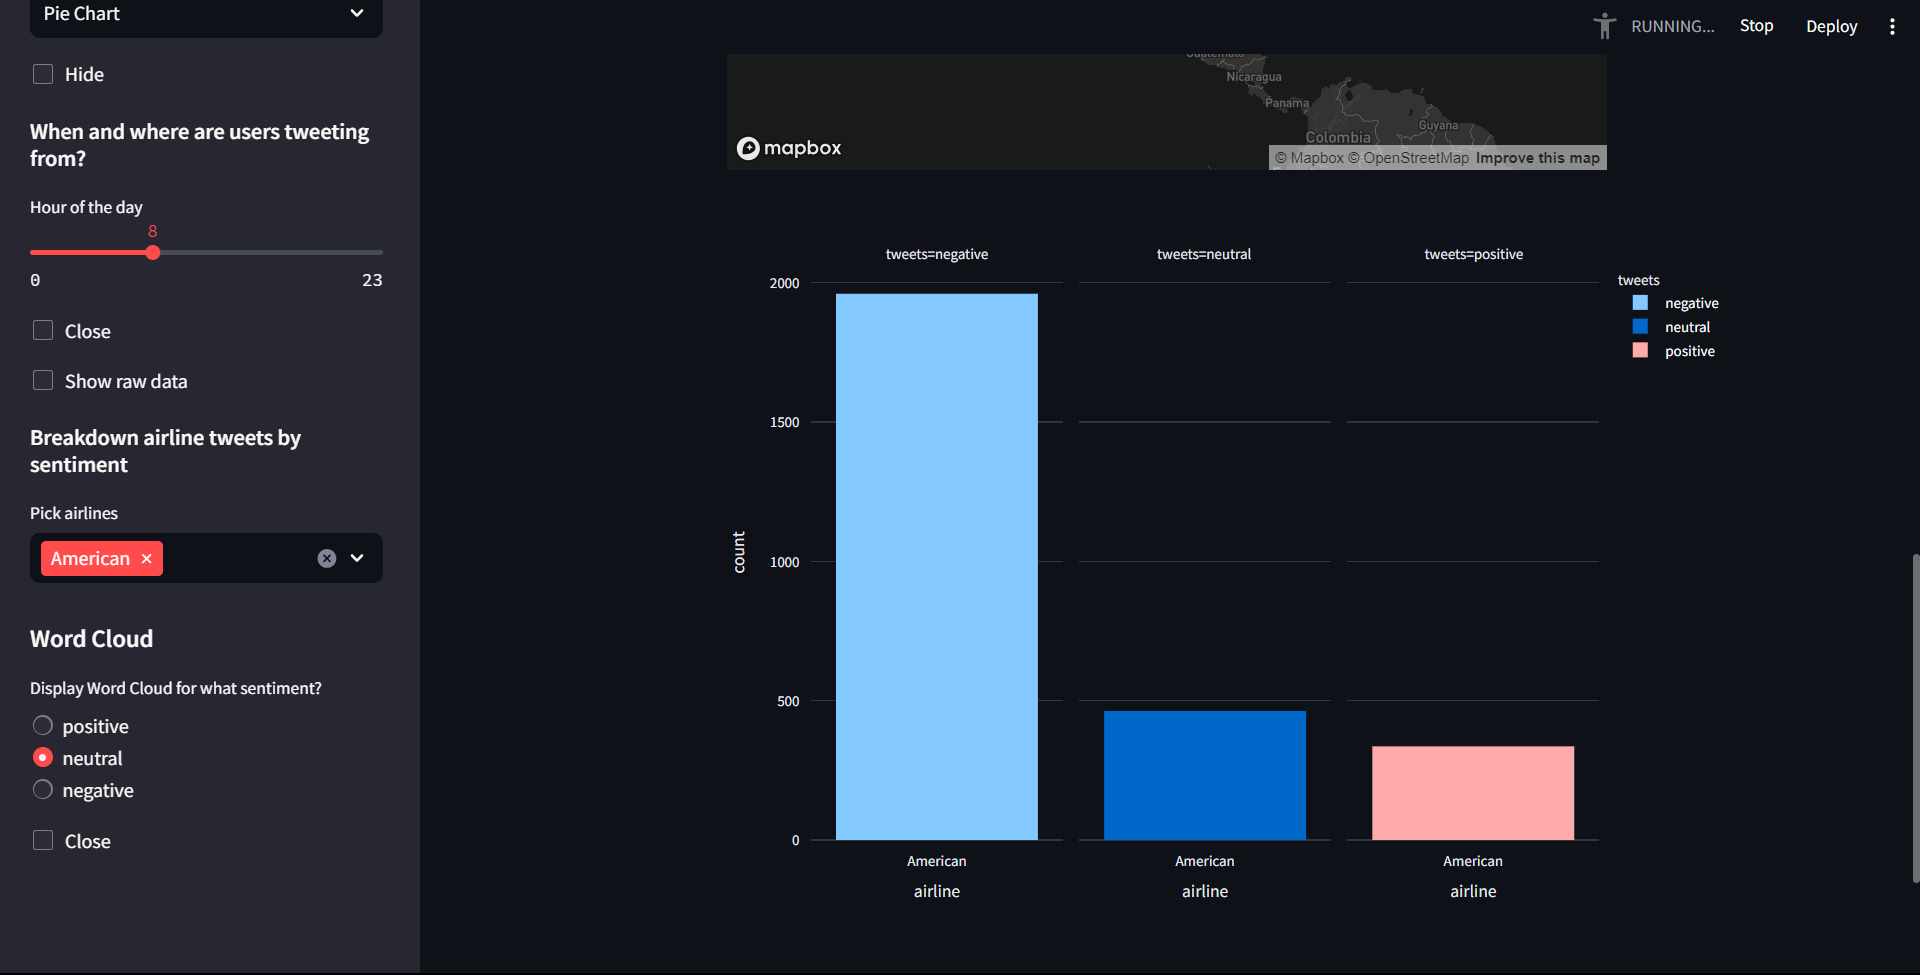 Pie Chart
Hide
When and where are users tweeting
from?
Hour of the day
8
0
23
Close
Show raw data
Breakdown airline tweets by
sentiment
Pick airlines
American
Word Cloud
Display Word Cloud for what sentiment?
positive
neutral
negative
Close
RUNNING...
Stop
Deploy
Guatemala
Nicaragua
Panama
Colombia
Guyana
mapbox
© Mapbox © OpenStreetMap Improve this map
tweets=negative
tweets=neutral
tweets=positive
2000
1500
1000
500
0
count
American
American
American
airline
airline
airline
tweets
negative
neutral
positive